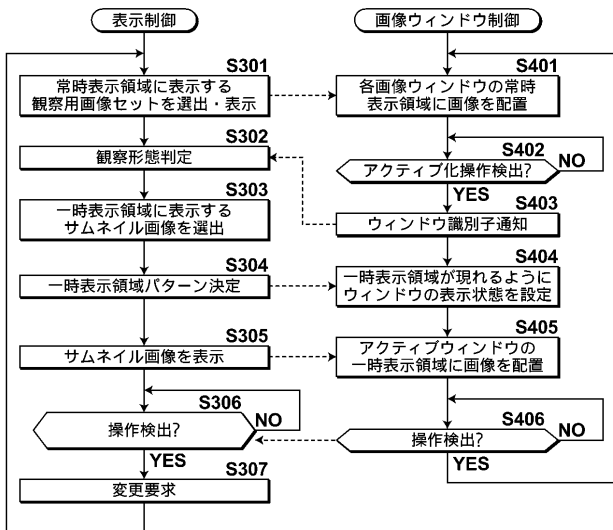 表示制御
S301
常時表示領域に表示する
観察用画像セットを選出・表示
S302
観察形態判定
S303
一時表示領域に表示する
サムネイル画像を選出
S304
一時表示領域パターン決定
S305
サムネイル画像を表示
S306
操作検出?
NO
YES
S307
変更要求
画像ウィンドウ制御
S401
各画像ウィンドウの常時
表示領域に画像を配置
S402
アクティブ化操作検出?
NO
YES
S403
ウィンドウ識別子通知
S404
一時表示領域が現れるように
ウィンドウの表示状態を設定
S405
アクティブウィンドウの
一時表示領域に画像を配置
S406
操作検出?
NO
YES